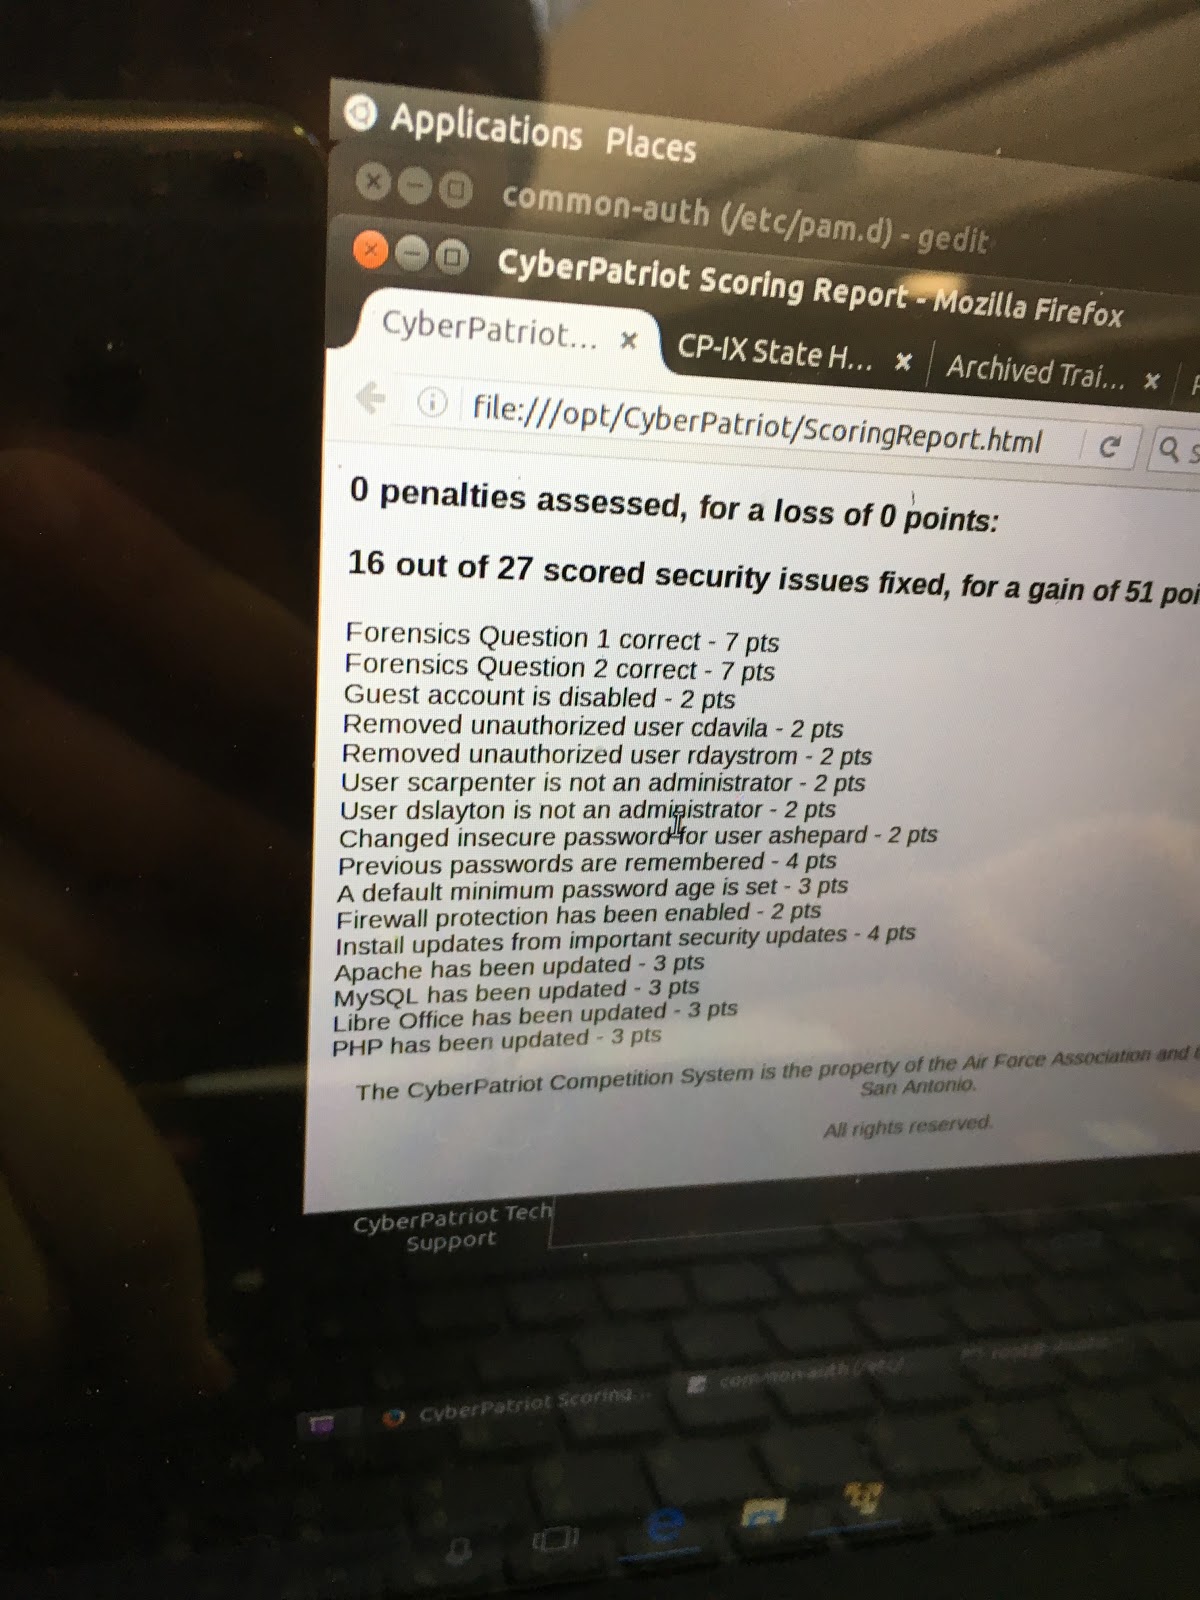 Applications Places
common-auth (/etc/pam.d) - gedit
CyberPatriot Scoring Report - Mozilla Firefox
CyberPatriot... × CP-IX State H... × Archived Trai... ×
file:///opt/CyberPatriot/ScoringReport.html
0 penalties assessed, for a loss of 0 points:
16 out of 27 scored security issues fixed, for a gain of 51 poi
Forensics Question 1 correct - 7 pts
Forensics Question 2 correct - 7 pts
Guest account is disabled - 2 pts
Removed unauthorized user cdavila - 2 pts
Removed unauthorized user rdaystrom - 2 pts
User scarpenter is not an administrator - 2 pts
User dslayton is not an administrator - 2 pts
Changed insecure password for user ashepard - 2 pts
Previous passwords are remembered - 4 pts
A default minimum password age is set - 3 pts
Firewall protection has been enabled - 2 pts
Install updates from important security updates - 4 pts
Apache has been updated - 3 pts
MySQL has been updated - 3 pts
Libre Office has been updated - 3 pts
PHP has been updated - 3 pts
The CyberPatriot Competition System is the property of the Air Force Association and t
San Antonio.
All rights reserved.
CyberPatriot Tech
Support
CyberPatriot Scoring... common-auth (/etc/